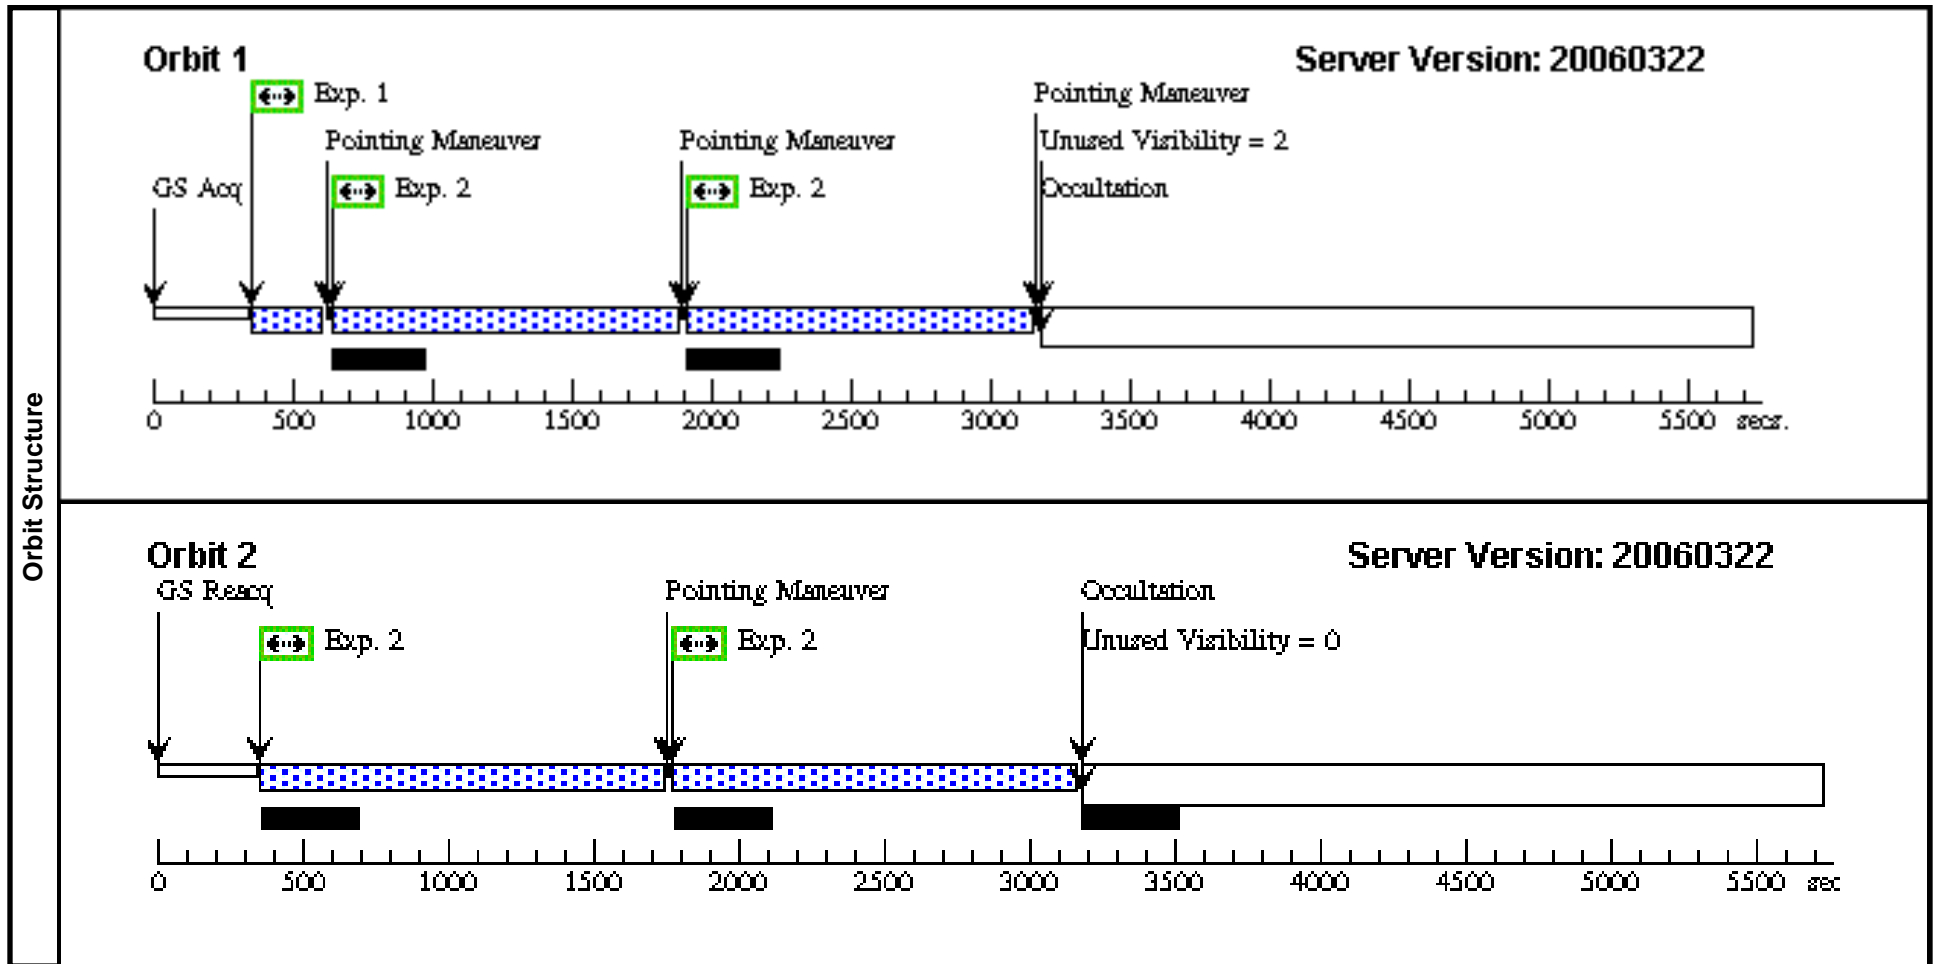 Orbit Structure
Orbit 1
Server Version: 20060322
Exp. 1
Pointing Maneuver
Pointing Maneuver
Pointing Maneuver
Unused Visibility = 2
GS Acq
Exp. 2
Exp. 2
Occultation
0 500 1000 1500 2000 2500 3000 3500 4000 4500 5000 5500 secs.
Orbit 2
Server Version: 20060322
GS Reacq
Pointing Maneuver
Occultation
Exp. 2
Exp. 2
Unused Visibility = 0
0 500 1000 1500 2000 2500 3000 3500 4000 4500 5000 5500 sec